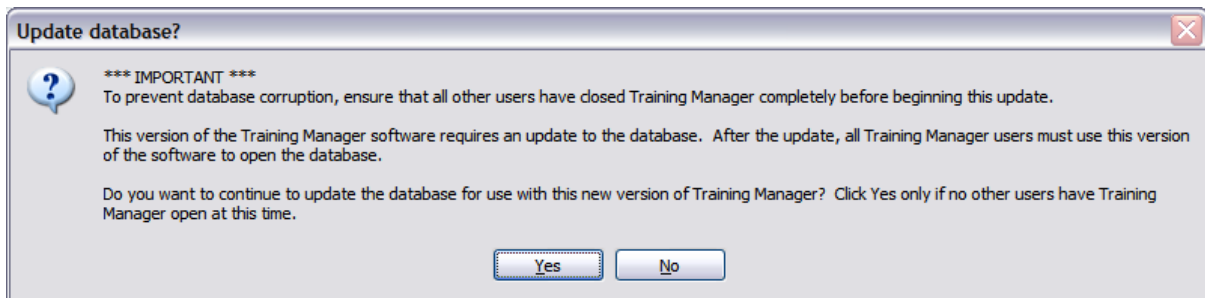 Update database?
*** IMPORTANT ***
To prevent database corruption, ensure that all other users have closed Training Manager completely before beginning this update.
This version of the Training Manager software requires an update to the database.  After the update, all Training Manager users must use this version
of the software to open the database.
Do you want to continue to update the database for use with this new version of Training Manager?  Click Yes only if no other users have Training
Manager open at this time.
Yes
No